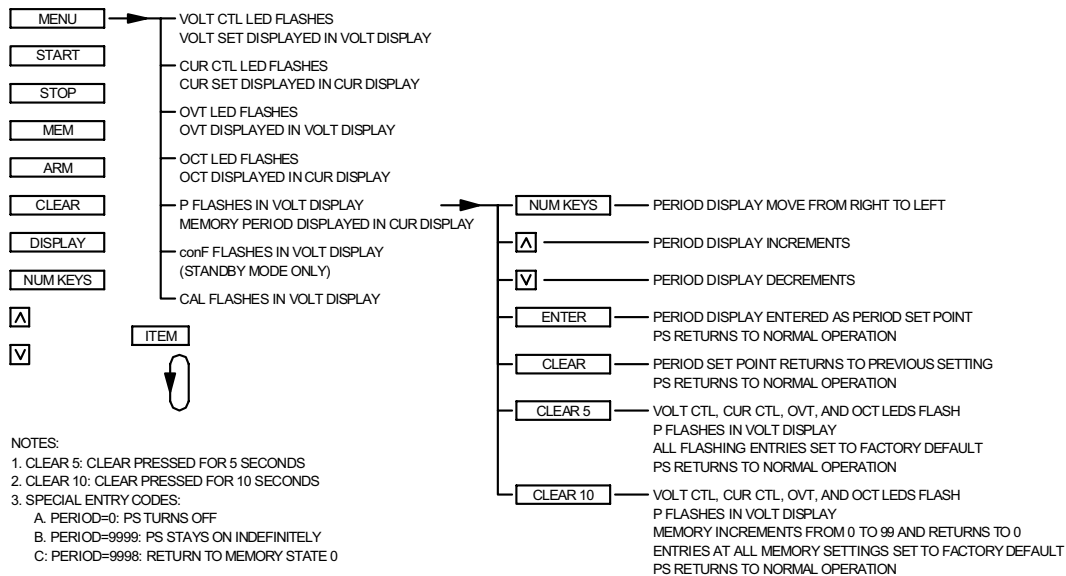 MENU
START
STOP
MEM
ARM
CLEAR
DISPLAY
NUM KEYS
VOLT CTL LED FLASHES
VOLT SET DISPLAYED IN VOLT DISPLAY
CUR CTL LED FLASHES
CUR SET DISPLAYED IN CUR DISPLAY
OVT LED FLASHES
OVT DISPLAYED IN VOLT DISPLAY
OCT LED FLASHES
OCT DISPLAYED IN CUR DISPLAY
P FLASHES IN VOLT DISPLAY
MEMORY PERIOD DISPLAYED IN CUR DISPLAY
conF FLASHES IN VOLT DISPLAY
(STANDBY MODE ONLY)
CAL FLASHES IN VOLT DISPLAY
ITEM
NUM KEYS
PERIOD DISPLAY MOVE FROM RIGHT TO LEFT
PERIOD DISPLAY INCREMENTS
PERIOD DISPLAY DECREMENTS
ENTER
PERIOD DISPLAY ENTERED AS PERIOD SET POINT
PS RETURNS TO NORMAL OPERATION
CLEAR
PERIOD SET POINT RETURNS TO PREVIOUS SETTING
PS RETURNS TO NORMAL OPERATION
CLEAR 5
VOLT CTL, CUR CTL, OVT, AND OCT LEDS FLASH
P FLASHES IN VOLT DISPLAY
ALL FLASHING ENTRIES SET TO FACTORY DEFAULT
PS RETURNS TO NORMAL OPERATION
CLEAR 10
VOLT CTL, CUR CTL, OVT, AND OCT LEDS FLASH
P FLASHES IN VOLT DISPLAY
MEMORY INCREMENTS FROM 0 TO 99 AND RETURNS TO 0
ENTRIES AT ALL MEMORY SETTINGS SET TO FACTORY DEFAULT
PS RETURNS TO NORMAL OPERATION
NOTES:
1. CLEAR 5: CLEAR PRESSED FOR 5 SECONDS
2. CLEAR 10: CLEAR PRESSED FOR 10 SECONDS
3. SPECIAL ENTRY CODES:
A. PERIOD=0: PS TURNS OFF
B. PERIOD=9999: PS STAYS ON INDEFINITELY
C: PERIOD=9998: RETURN TO MEMORY STATE 0